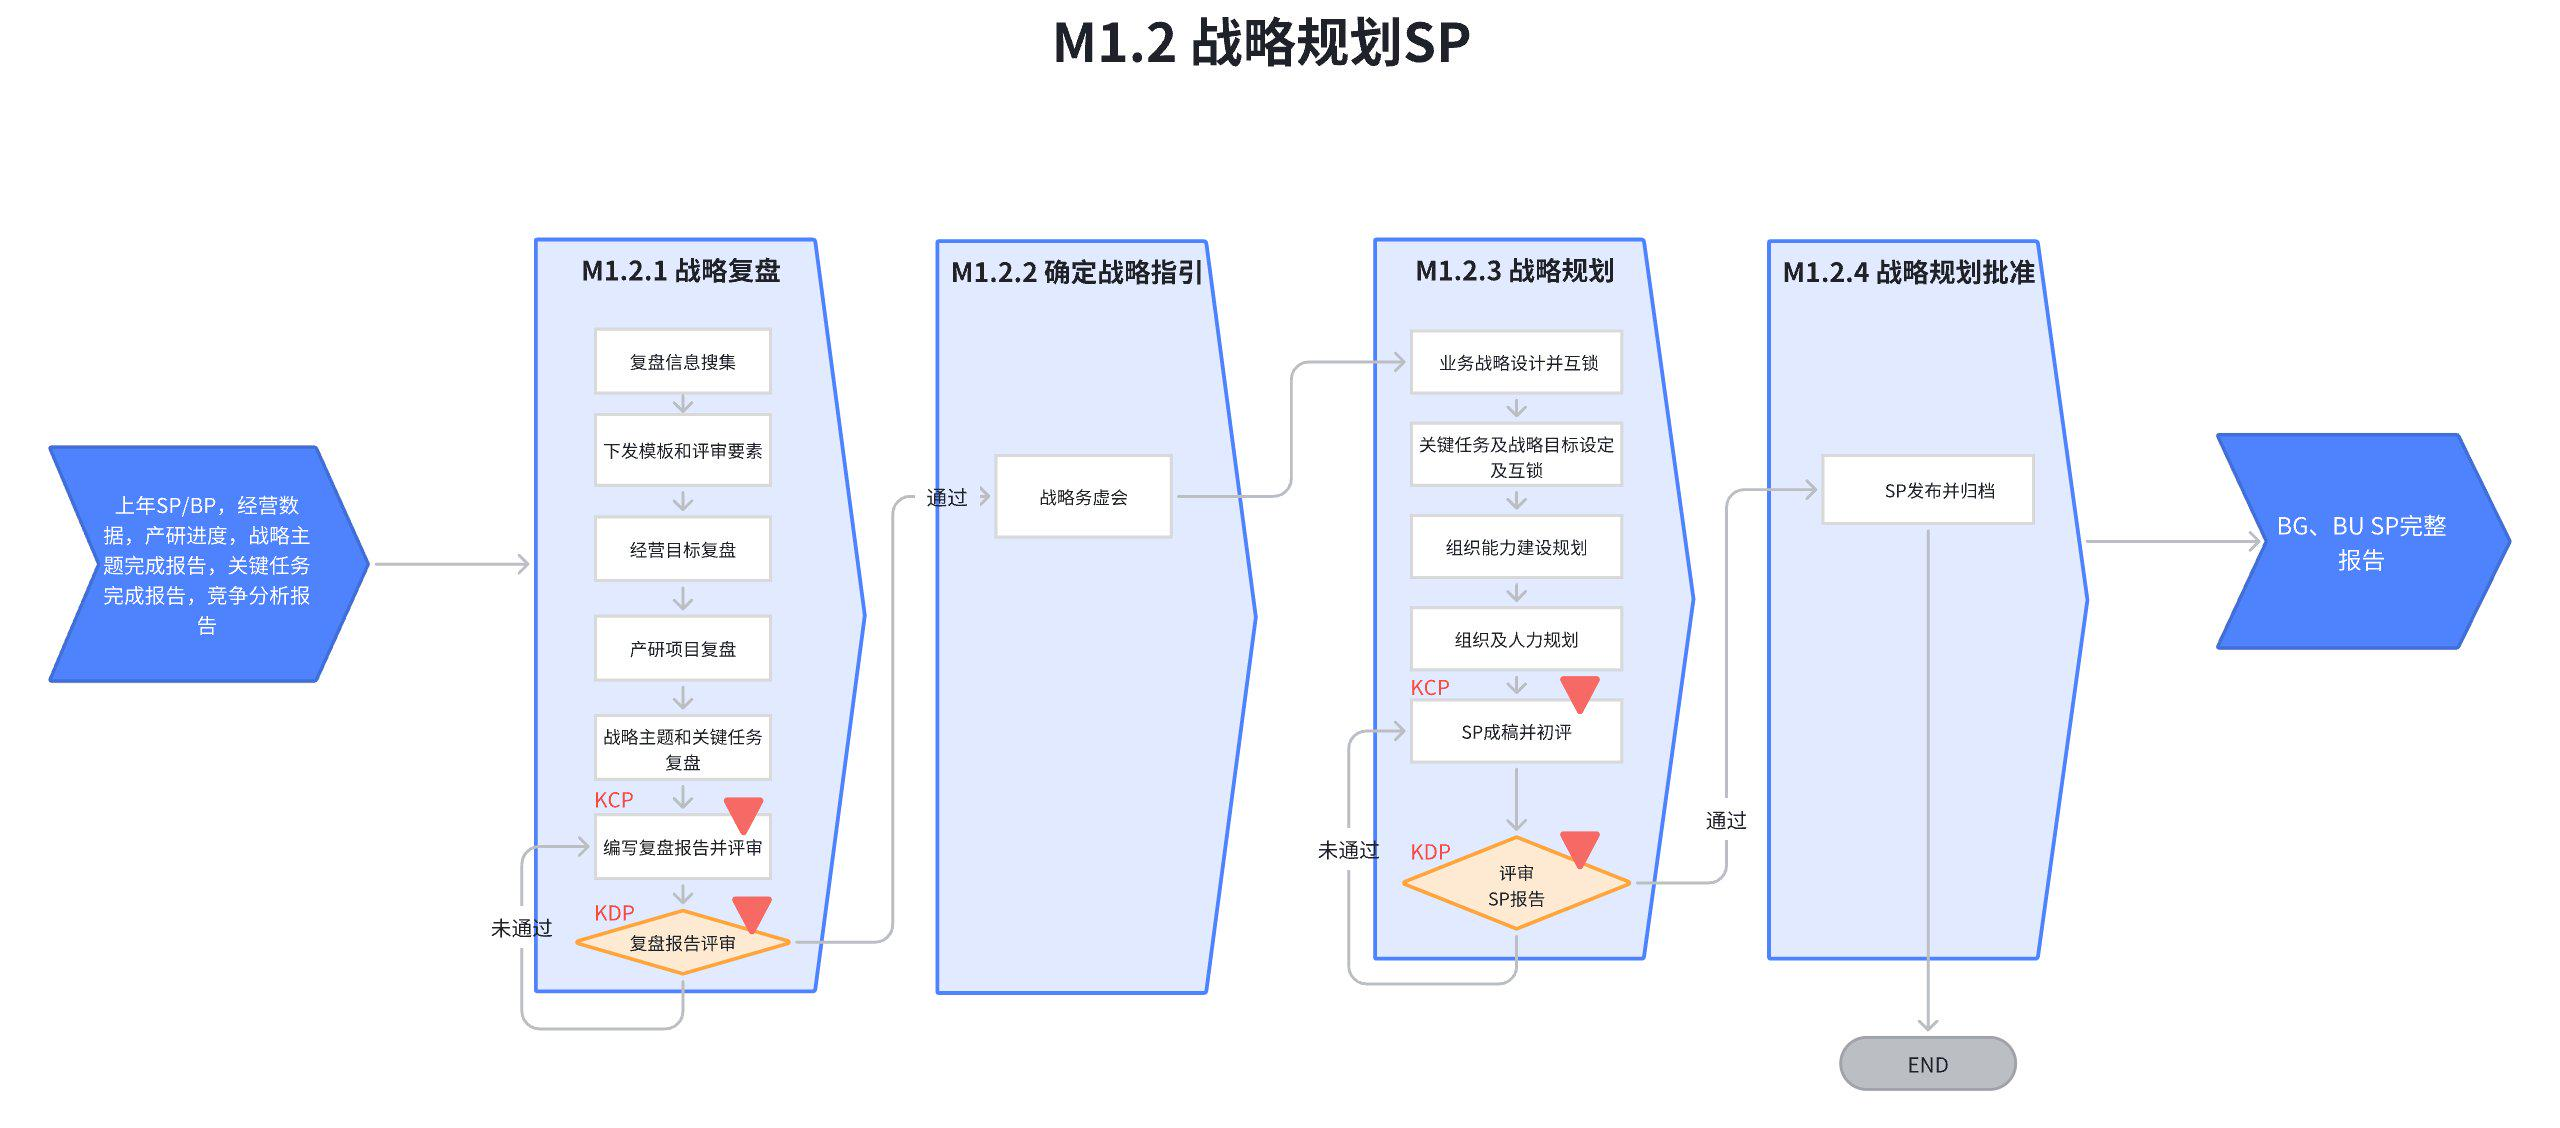 M1.2 战略规划SP
上年SP/BP，经营数
据，产研进度，战略主
题完成报告，关键任务
完成报告，竞争分析报
告
M1.2.1 战略复盘
复盘信息搜集
下发模板和评审要素
经营目标复盘
产研项目复盘
战略主题和关键任务
复盘
KCP
编写复盘报告并评审
未通过
KDP
复盘报告评审
通过
M1.2.2 确定战略指引
战略务虚会
M1.2.3 战略规划
业务战略设计并互锁
关键任务及战略目标设定
及互锁
组织能力建设规划
组织及人力规划
KCP
SP成稿并初评
未通过
KDP
评审
SP报告
通过
M1.2.4 战略规划批准
SP发布并归档
END
BG、BU SP完整
报告